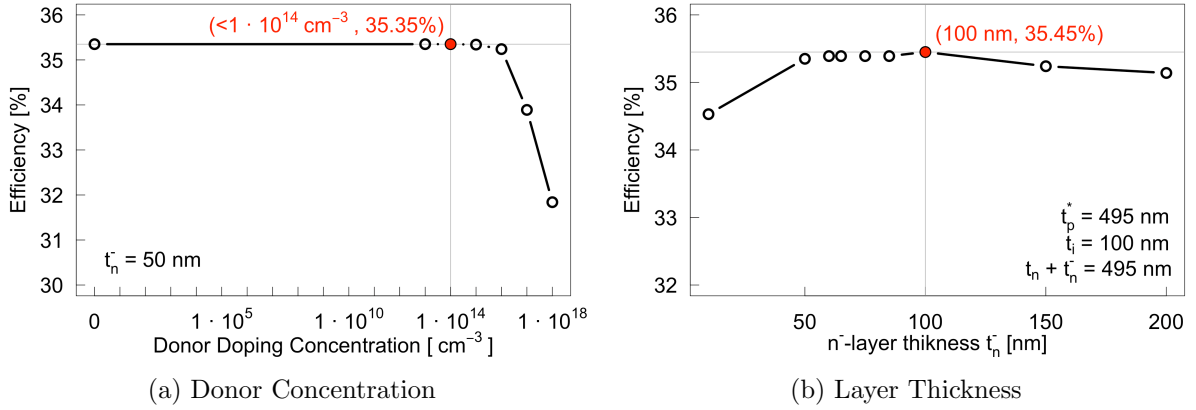 (<1 · 10^14 cm^−3 , 35.35%)
36
35
34
33
32
31
30
Efficiency [%]
t_n^- = 50 nm
0
1 · 10^5
1 · 10^10
1 · 10^14
1 · 10^18
Donor Doping Concentration [ cm^−3 ]
(a) Donor Concentration
(100 nm, 35.45%)
36
35
34
33
32
Efficiency [%]
t_p^* = 495 nm
t_i = 100 nm
t_n + t_n^- = 495 nm
50
100
150
200
n^--layer thikness t_n^- [nm]
(b) Layer Thickness